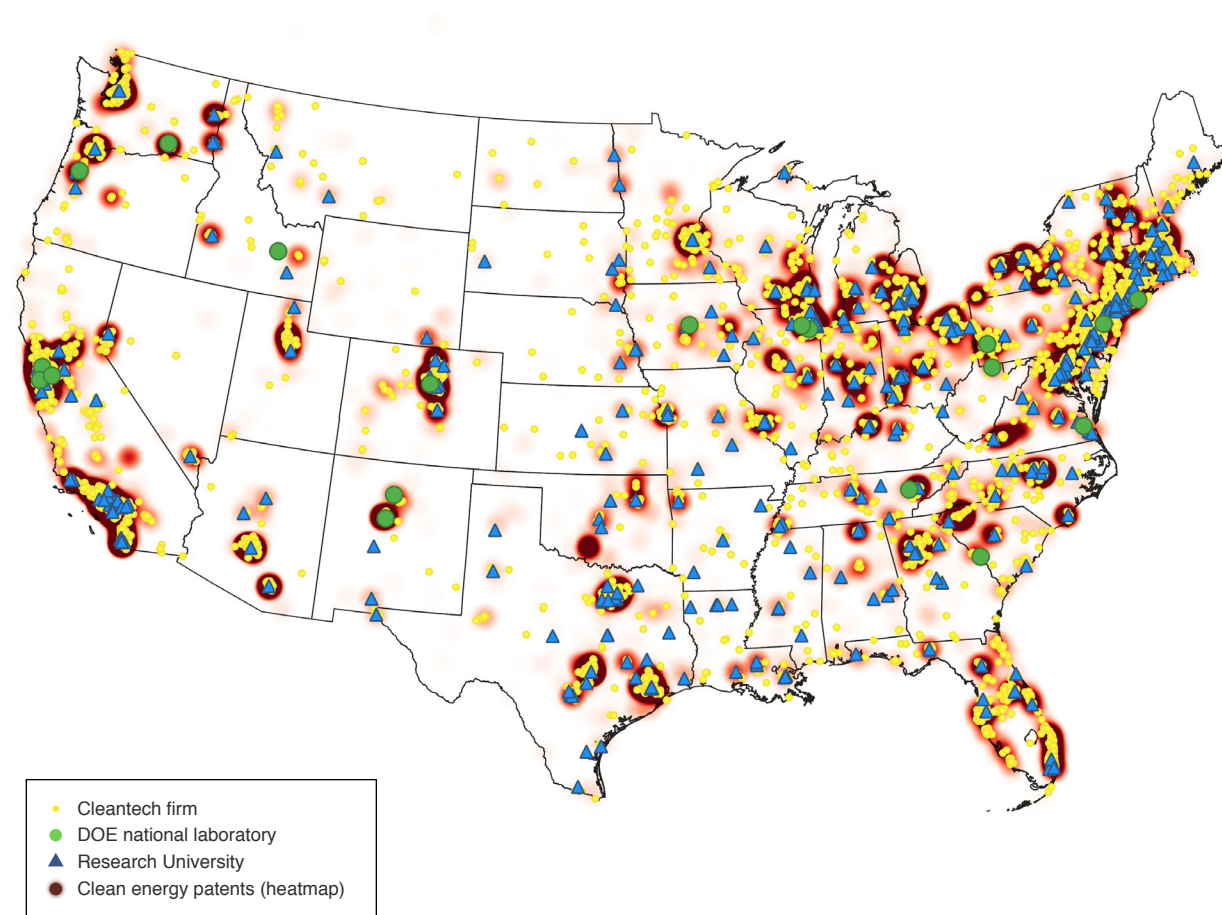 Cleantech firm
DOE national laboratory
Research University
Clean energy patents (heatmap)